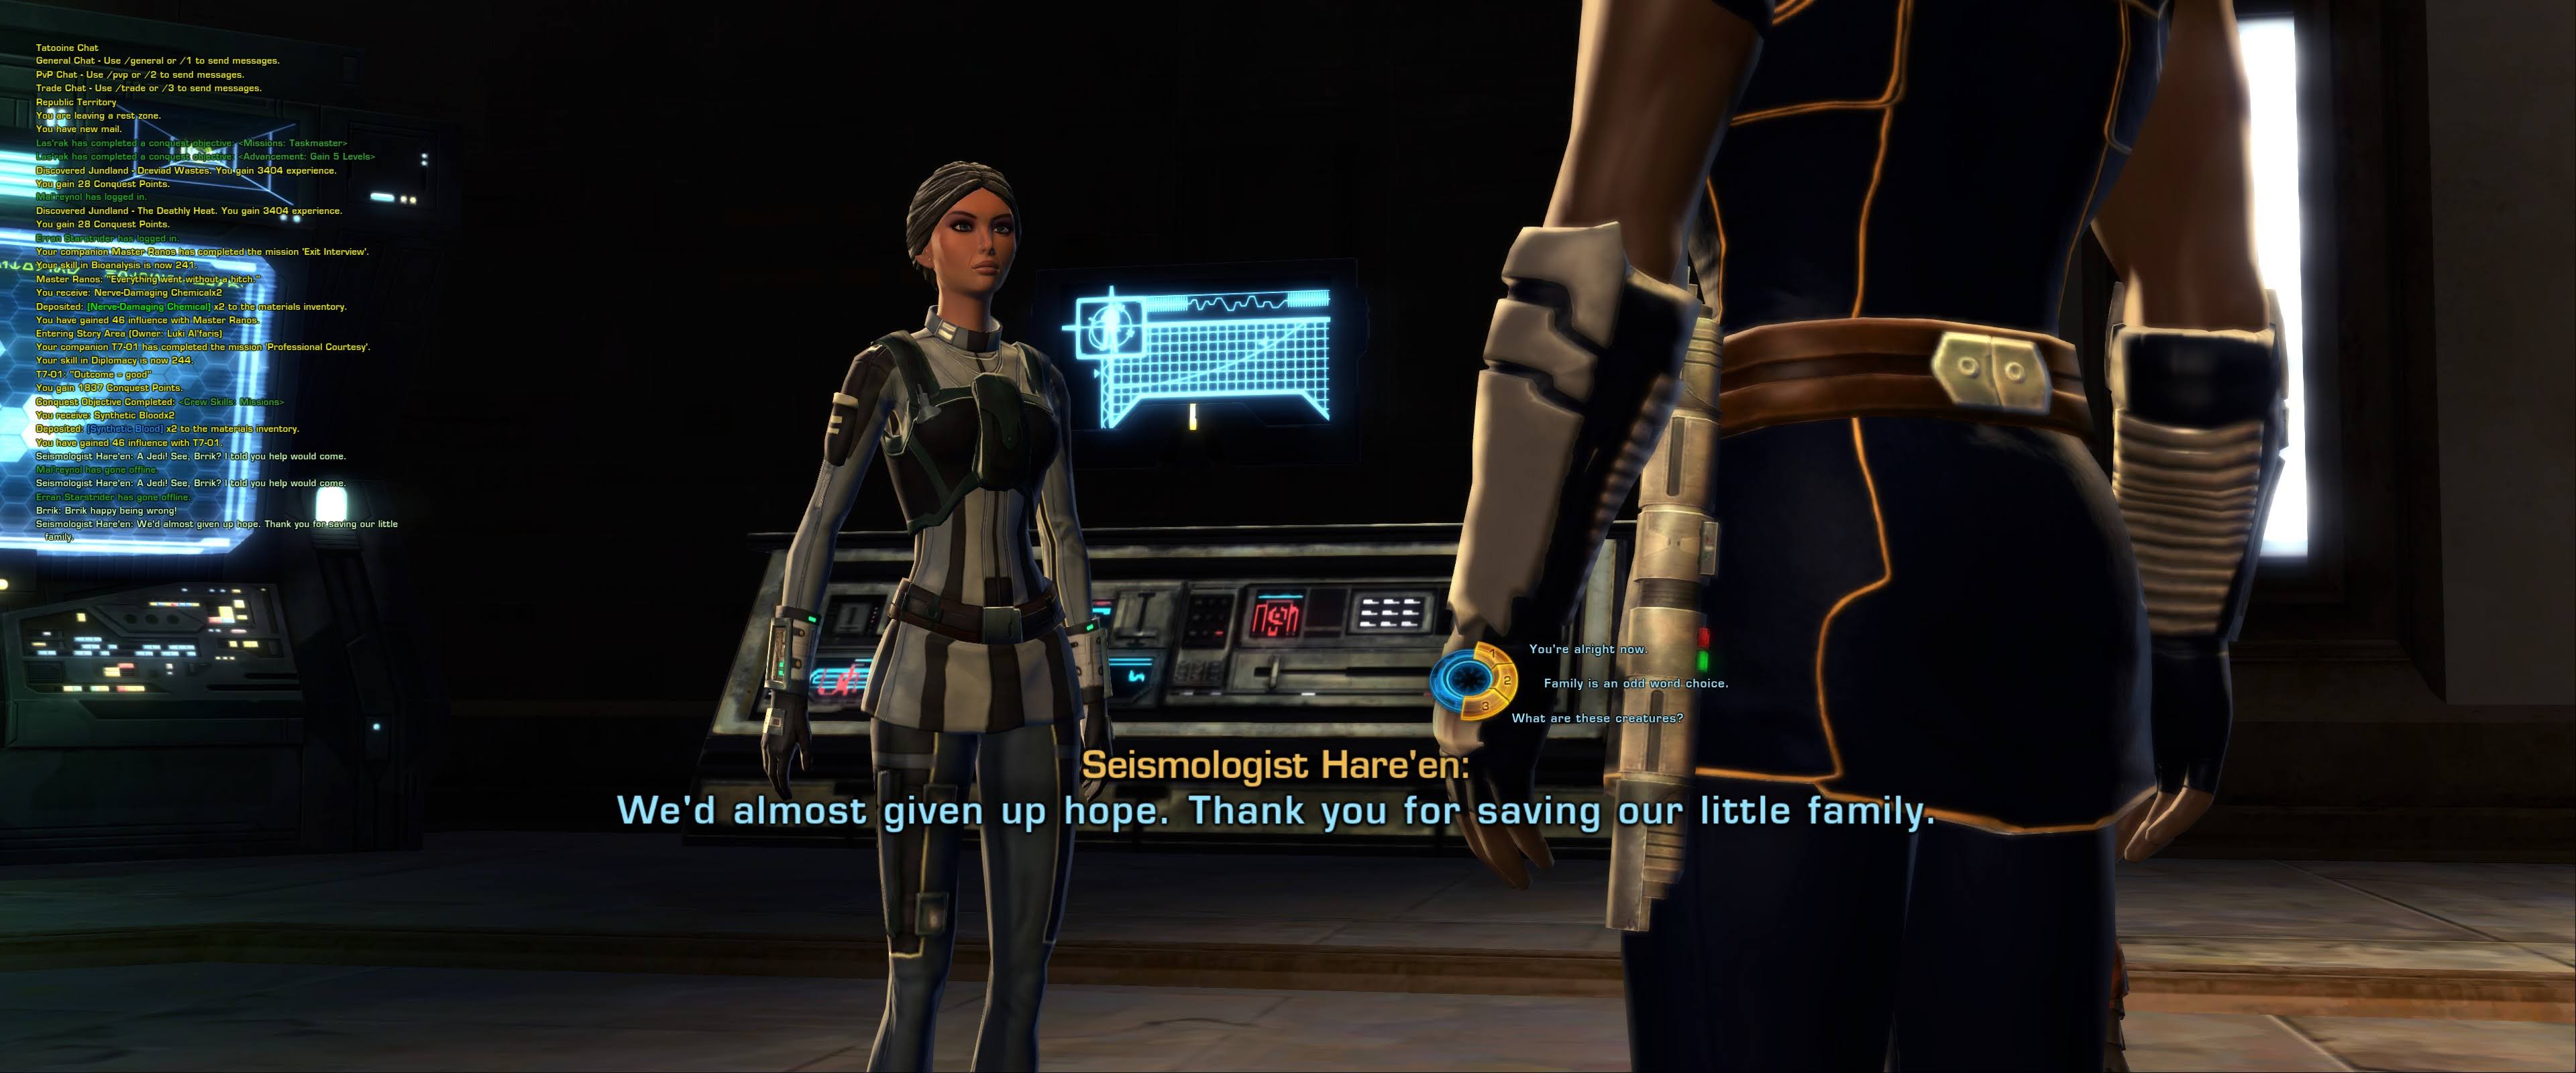 Tatooine Chat
General Chat - Use /general or /1 to send messages.
PvP Chat - Use /pvp or /2 to send messages.
Trade Chat - Use /trade or /3 to send messages.
Republic Territory
You are leaving a rest zone.
You have new mail.
Las'rak has completed a conquest objective: <Missions: Taskmaster>
Las'rak has completed a conquest objective: <Advancement: Gain 5 Levels>
Discovered Jundland - Dreviad Wastes. You gain 3404 experience.
You gain 28 Conquest Points.
Mal'reynol has logged in.
Discovered Jundland - The Deathly Heat. You gain 3404 experience.
You gain 28 Conquest Points.
Erran Starstrider has logged in.
Your companion Master Ranos has completed the mission 'Exit Interview'.
Your skill in Bioanalysis is now 241.
Master Ranos: "Everything went without a hitch."
You receive: Nerve-Damaging Chemicalx2
Deposited: [Nerve-Damaging Chemical] x2 to the materials inventory.
You have gained 46 influence with Master Ranos.
Entering Story Area (Owner: Luki Al'faris)
Your companion T7-01 has completed the mission 'Professional Courtesy'.
Your skill in Diplomacy is now 244.
T7-01: "Outcome = good"
You gain 1837 Conquest Points.
Conquest Objective Completed: <Crew Skills: Missions>
You receive: Synthetic Bloodx2
Deposited: [Synthetic Blood] x2 to the materials inventory.
You have gained 46 influence with T7-01.
Seismologist Hare'en: A Jedi! See, Brrik? I told you help would come.
Mal'reynol has gone offline.
Seismologist Hare'en: A Jedi! See, Brrik? I told you help would come.
Erran Starstrider has gone offline.
Brrik: Brrik happy being wrong!
Seismologist Hare'en: We'd almost given up hope. Thank you for saving our little
family.
1 You're alright now.
2 Family is an odd word choice.
3 What are these creatures?
Seismologist Hare'en:
We'd almost given up hope. Thank you for saving our little family.